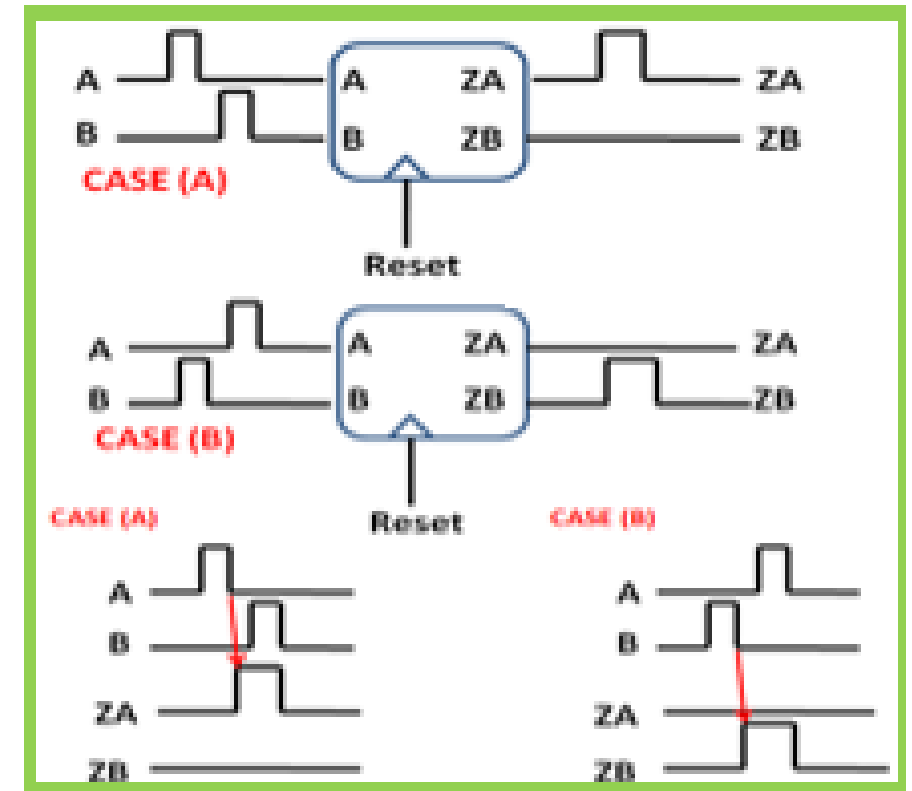 A A ZA ZA
B B ZB ZB
CASE (A)
Reset
A A ZA ZA
B B ZB ZB
CASE (B)
Reset
CASE (A) CASE (B)
A A
B B
ZA ZA
ZB ZB